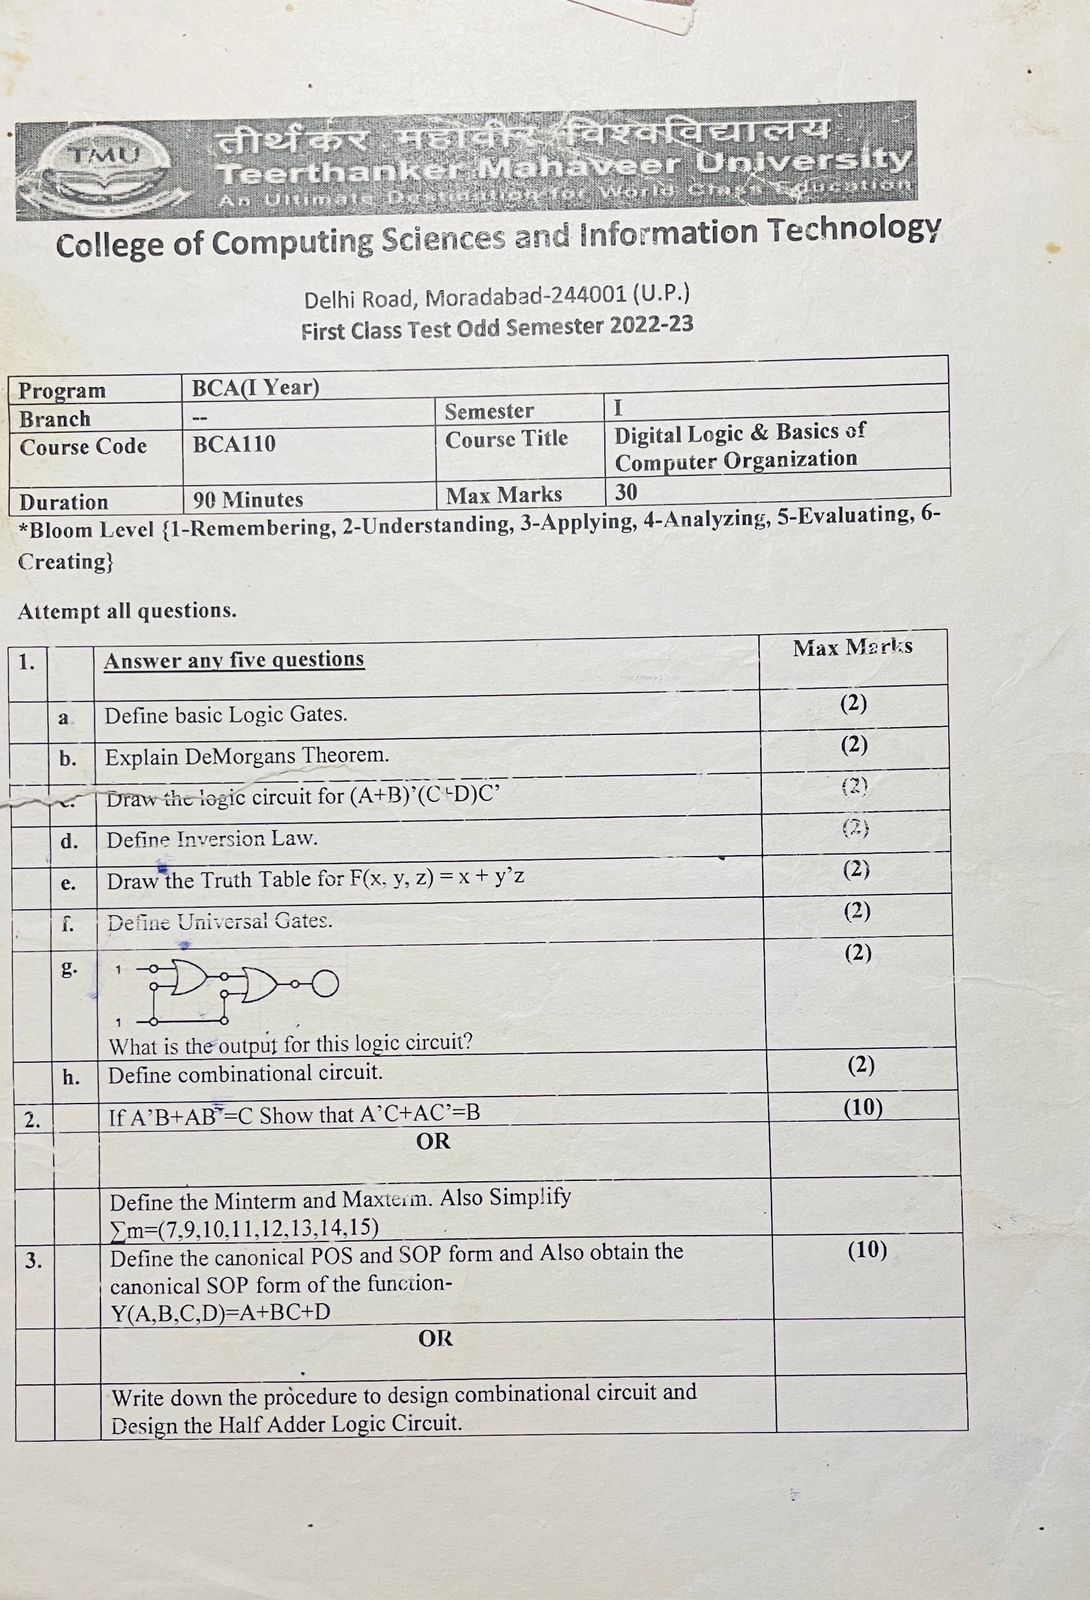 TMU
तीर्थंकर महावीर विश्वविद्यालय
Teerthanker Mahaveer University
An Ultimate Destination for World Class Education
College of Computing Sciences and Information Technology
Delhi Road, Moradabad-244001 (U.P.)
First Class Test Odd Semester 2022-23
Program BCA(I Year)
Branch -- Semester I
Course Code BCA110 Course Title Digital Logic & Basics of
Computer Organization
Duration 90 Minutes Max Marks 30
*Bloom Level {1-Remembering, 2-Understanding, 3-Applying, 4-Analyzing, 5-Evaluating, 6-
Creating}
Attempt all questions.
1. Answer any five questions Max Marks
a. Define basic Logic Gates. (2)
b. Explain DeMorgans Theorem. (2)
c. Draw the logic circuit for (A+B)’(C+D)C’ (2)
d. Define Inversion Law. (2)
e. Draw the Truth Table for F(x, y, z) = x + y’z (2)
f. Define Universal Gates. (2)
g. (2)
1
1
What is the output for this logic circuit?
h. Define combinational circuit. (2)
2. If A’B+AB’=C Show that A’C+AC’=B (10)
OR
Define the Minterm and Maxterm. Also Simplify
∑m=(7,9,10,11,12,13,14,15)
3. Define the canonical POS and SOP form and Also obtain the (10)
canonical SOP form of the function-
Y(A,B,C,D)=A+BC+D
OR
Write down the procedure to design combinational circuit and
Design the Half Adder Logic Circuit.